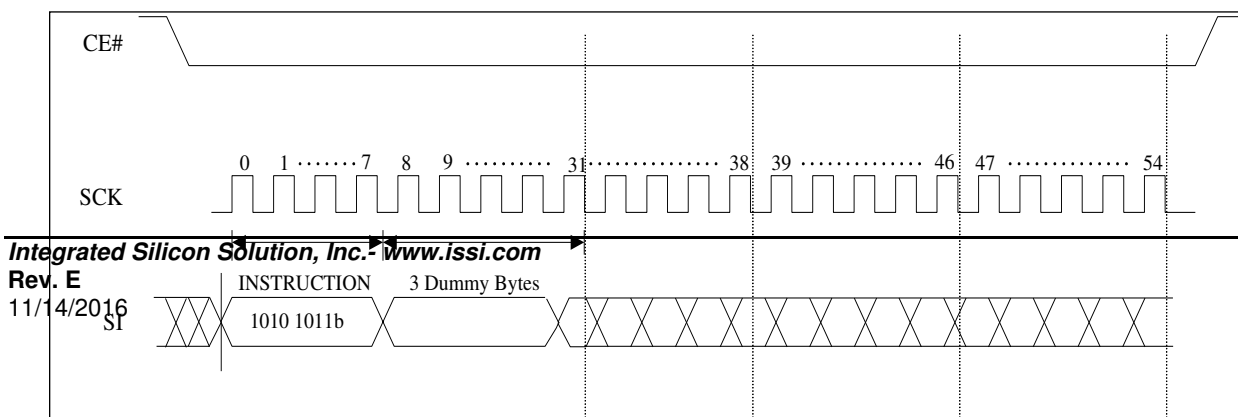 CE#
0 1 ....... 7 8 9 .......... 31 ................ 38 39 ............... 46 47 .............. 54
SCK
Integrated Silicon Solution, Inc.- www.issi.com
Rev. E
11/14/2016
INSTRUCTION 3 Dummy Bytes
SI
1010 1011b